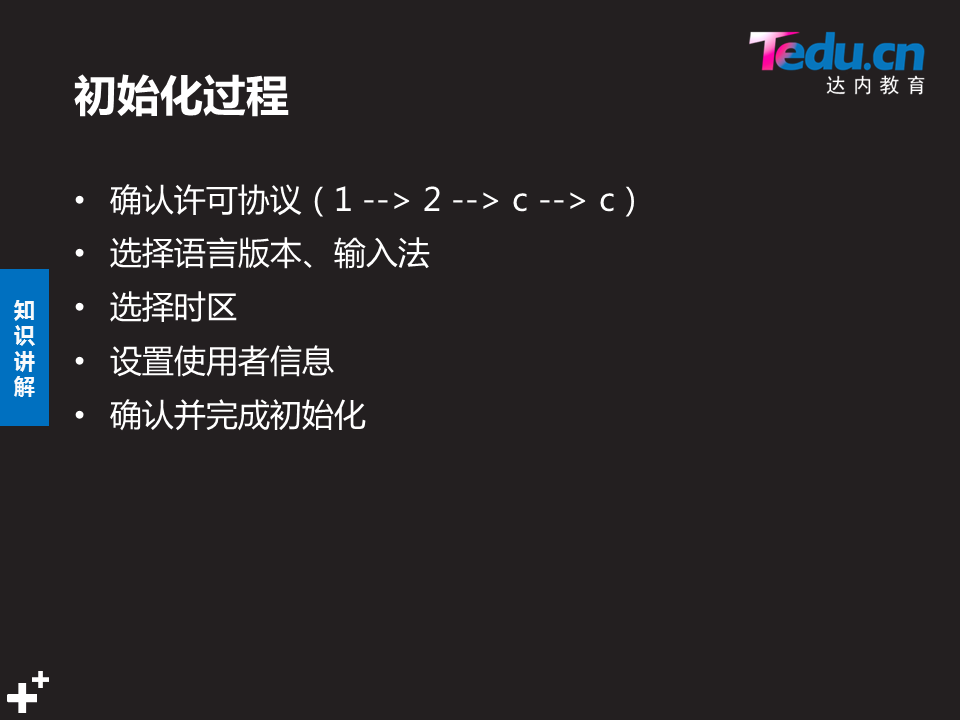 Tedu.cn
达内教育
初始化过程
• 确认许可协议（1 --> 2 --> c --> c）
• 选择语言版本、输入法
• 选择时区
• 设置使用者信息
• 确认并完成初始化
知
识
讲
解